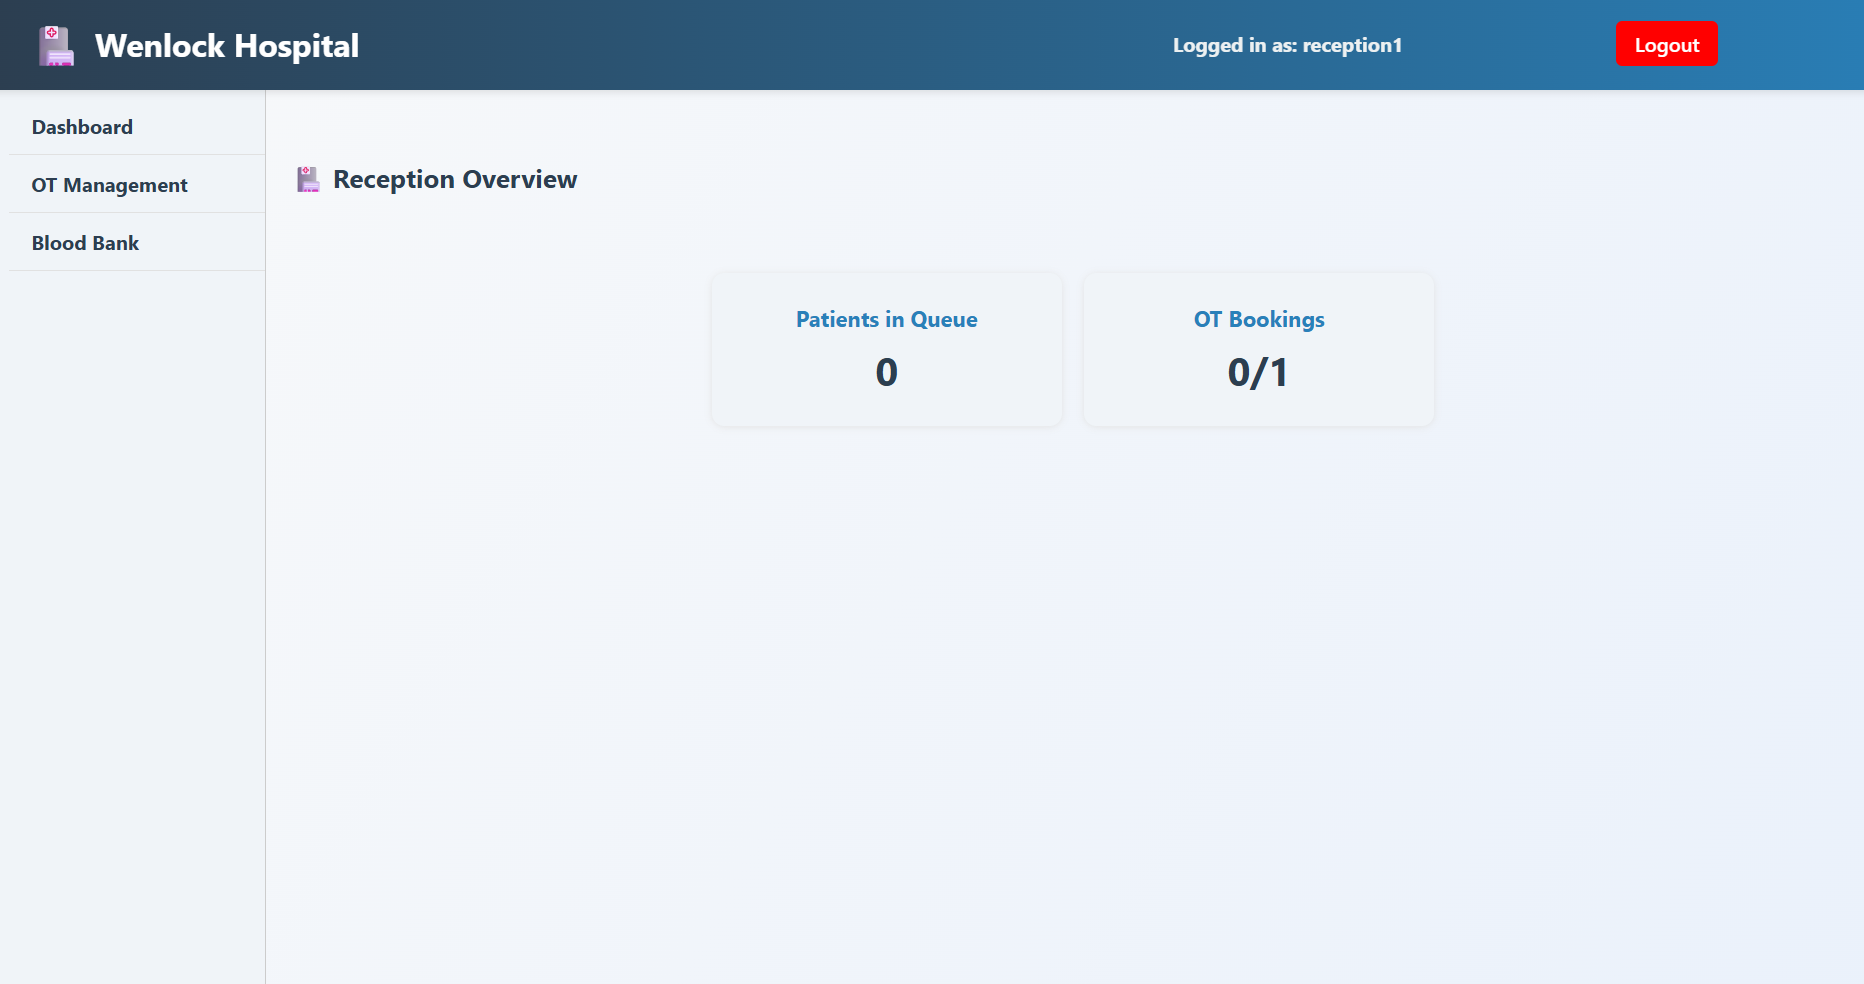 Wenlock Hospital
Logged in as: reception1
Logout
Dashboard
OT Management
Blood Bank
Reception Overview
Patients in Queue
0
OT Bookings
0/1